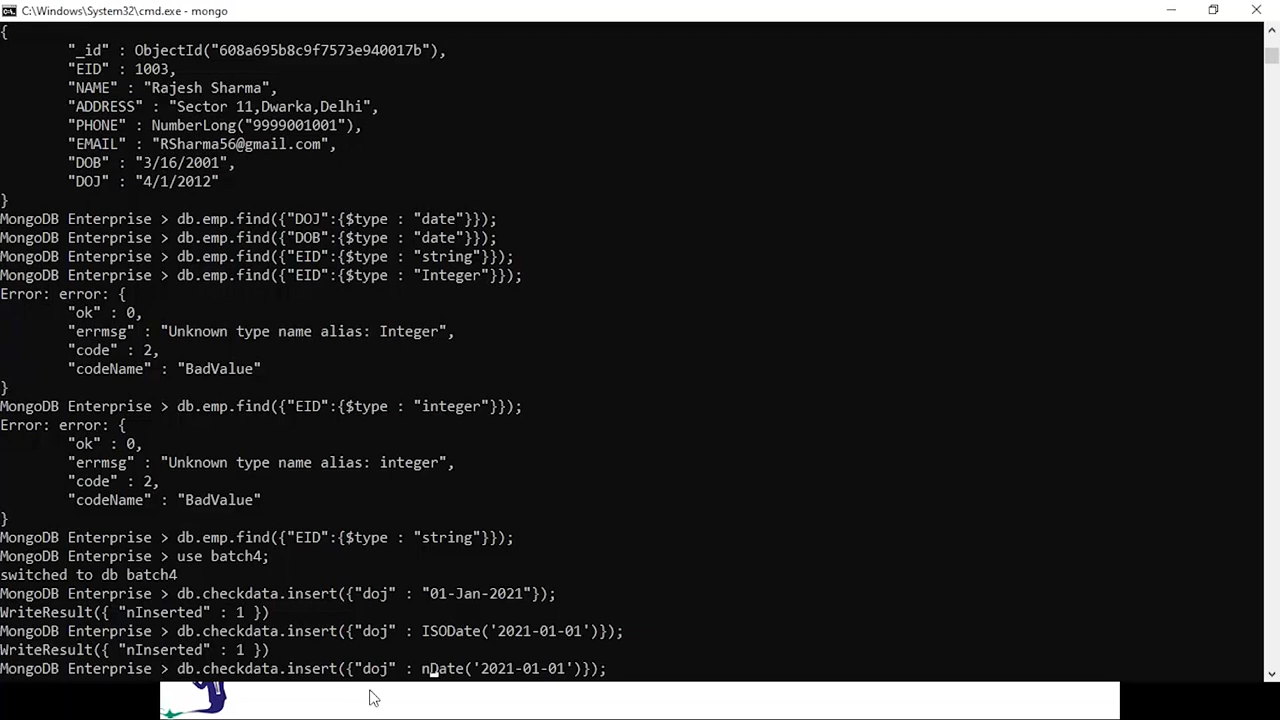 C:\Windows\System32\cmd.exe - mongo
{
"_id" : ObjectId("608a695b8c9f7573e940017b"),
"EID" : 1003,
"NAME" : "Rajesh Sharma",
"ADDRESS" : "Sector 11,Dwarka,Delhi",
"PHONE" : NumberLong("9999001001"),
"EMAIL" : "RSharma56@gmail.com",
"DOB" : "3/16/2001",
"DOJ" : "4/1/2012"
}
MongoDB Enterprise > db.emp.find({"DOJ":{$type : "date"}});
MongoDB Enterprise > db.emp.find({"DOB":{$type : "date"}});
MongoDB Enterprise > db.emp.find({"EID":{$type : "string"}});
MongoDB Enterprise > db.emp.find({"EID":{$type : "Integer"}});
Error: error: {
"ok" : 0,
"errmsg" : "Unknown type name alias: Integer",
"code" : 2,
"codeName" : "BadValue"
}
MongoDB Enterprise > db.emp.find({"EID":{$type : "integer"}});
Error: error: {
"ok" : 0,
"errmsg" : "Unknown type name alias: integer",
"code" : 2,
"codeName" : "BadValue"
}
MongoDB Enterprise > db.emp.find({"EID":{$type : "string"}});
MongoDB Enterprise > use batch4;
switched to db batch4
MongoDB Enterprise > db.checkdata.insert({"doj" : "01-Jan-2021"});
WriteResult({ "nInserted" : 1 })
MongoDB Enterprise > db.checkdata.insert({"doj" : ISODate('2021-01-01')});
WriteResult({ "nInserted" : 1 })
MongoDB Enterprise > db.checkdata.insert({"doj" : nDate('2021-01-01')});